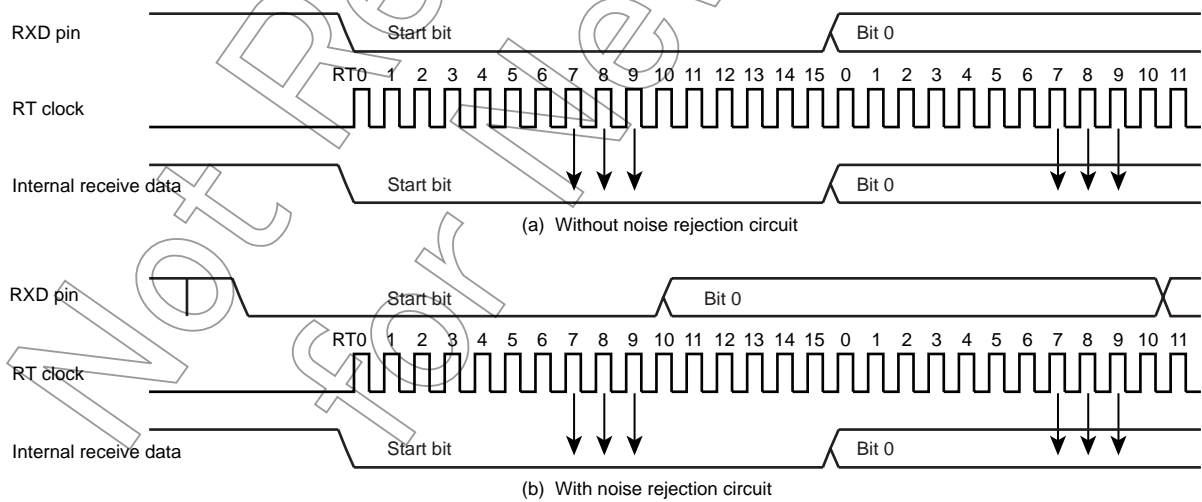 RXD pin Start bit Bit 0
RT0 1 2 3 4 5 6 7 8 9 10 11 12 13 14 15 0 1 2 3 4 5 6 7 8 9 10 11
RT clock
Internal receive data Start bit Bit 0
(a) Without noise rejection circuit
RXD pin Start bit Bit 0
RT0 1 2 3 4 5 6 7 8 9 10 11 12 13 14 15 0 1 2 3 4 5 6 7 8 9 10 11
RT clock
Internal receive data Start bit Bit 0
(b) With noise rejection circuit
Not Re
for Ne